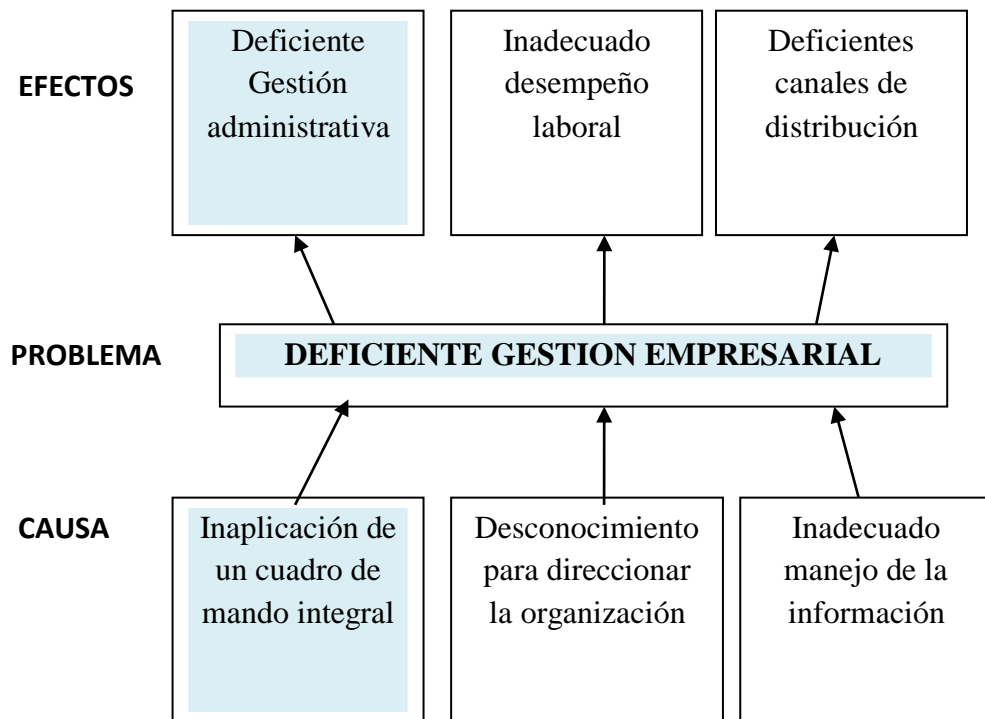 EFECTOS
Deficiente
Gestión
administrativa
Inadecuado
desempeño
laboral
Deficientes
canales de
distribución
PROBLEMA
DEFICIENTE GESTION EMPRESARIAL
CAUSA
Inaplicación de
un cuadro de
mando integral
Desconocimiento
para direccionar
la organización
Inadecuado
manejo de la
información